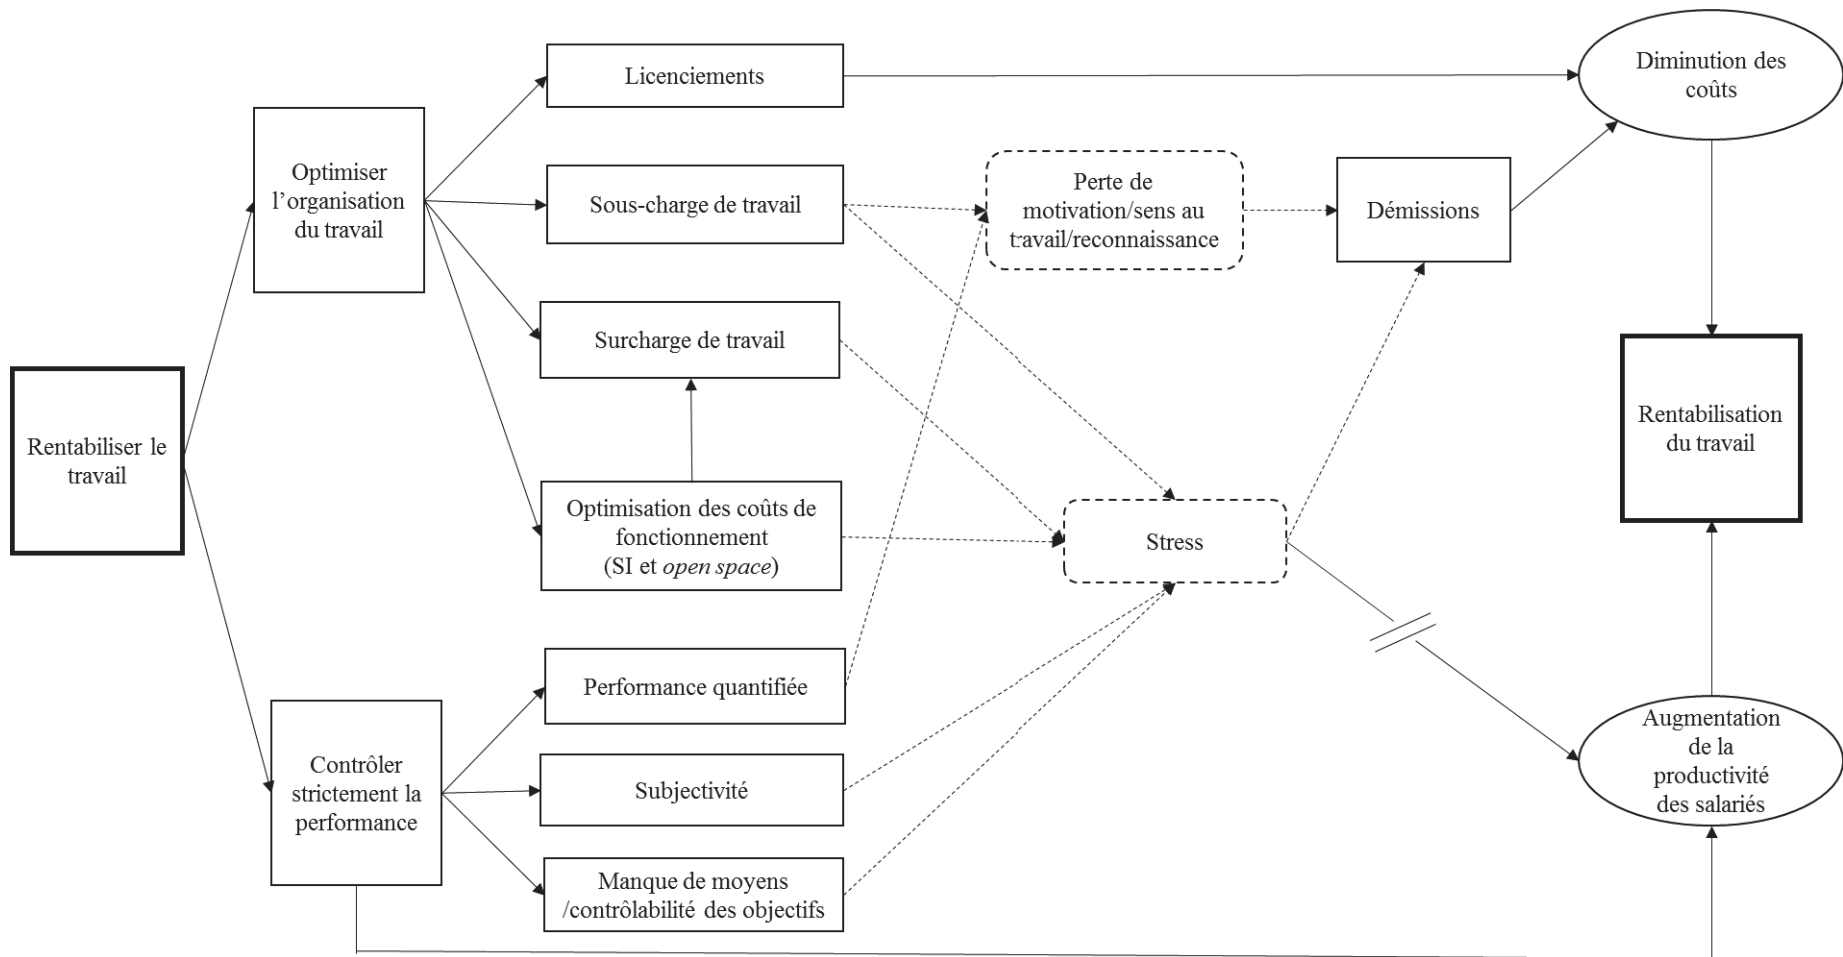 Licenciements
Diminution des
coûts
Optimiser
l’organisation
du travail
Sous-charge de travail
Perte de
motivation/sens au
travail/reconnaissance
Démissions
Surcharge de travail
Rentabiliser le
travail
Rentabilisation
du travail
Optimisation des coûts de
fonctionnement
(SI et open space)
Stress
Performance quantifiée
Contrôler
strictement la
performance
Subjectivité
Augmentation
de la
productivité
des salariés
Manque de moyens
/contrôlabilité des objectifs